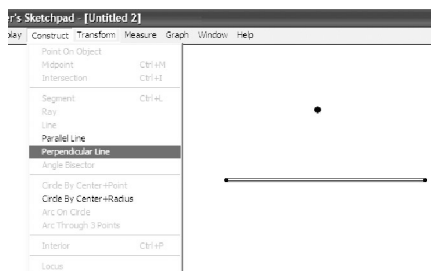 r's Sketchpad - [Untitled 2]
play Construct Transform Measure Graph Window Help
Point On Object
Midpoint Ctrl+M
Intersection Ctrl+I
Segment Ctrl+L
Ray
Line
Parallel Line
Perpendicular Line
Angle Bisector
Circle By Center+Point
Circle By Center+Radius
Arc On Circle
Arc Through 3 Points
Interior Ctrl+P
Locus